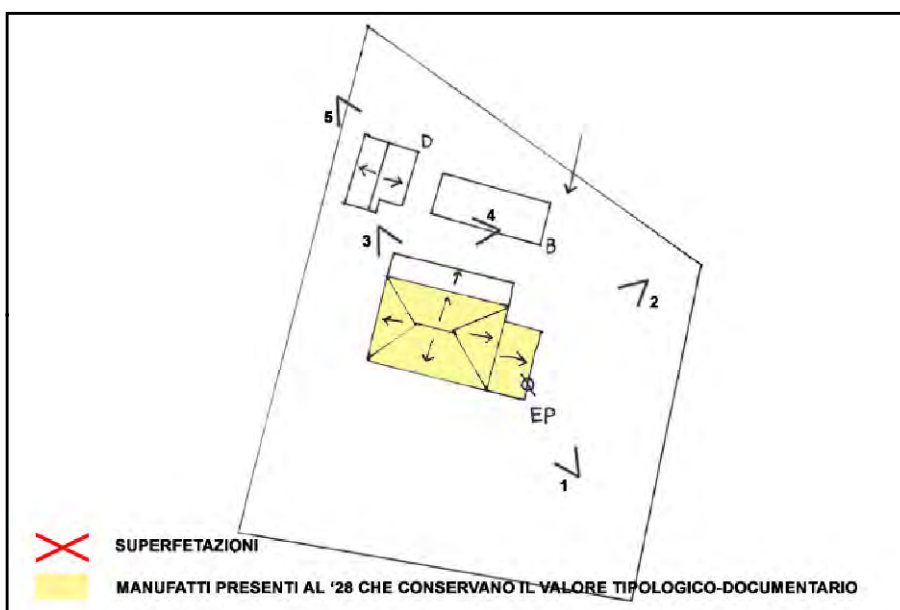 5
D
4
B
3
2
EP
1
SUPERFETAZIONI
MANUFATTI PRESENTI AL '28 CHE CONSERVANO IL VALORE TIPOLOGICO-DOCUMENTARIO